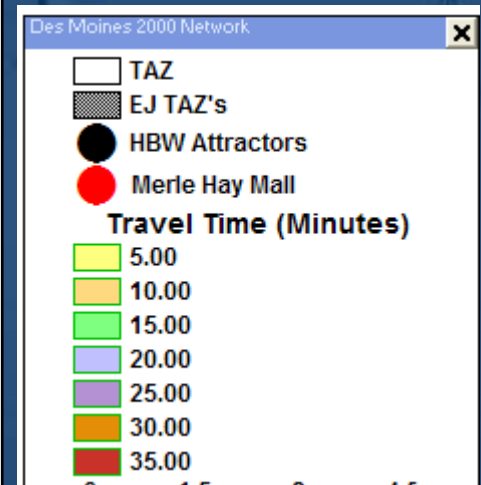 Des Moines 2000 Network
TAZ
EJ TAZ's
HBW Attractors
Merle Hay Mall
Travel Time (Minutes)
5.00
10.00
15.00
20.00
25.00
30.00
35.00